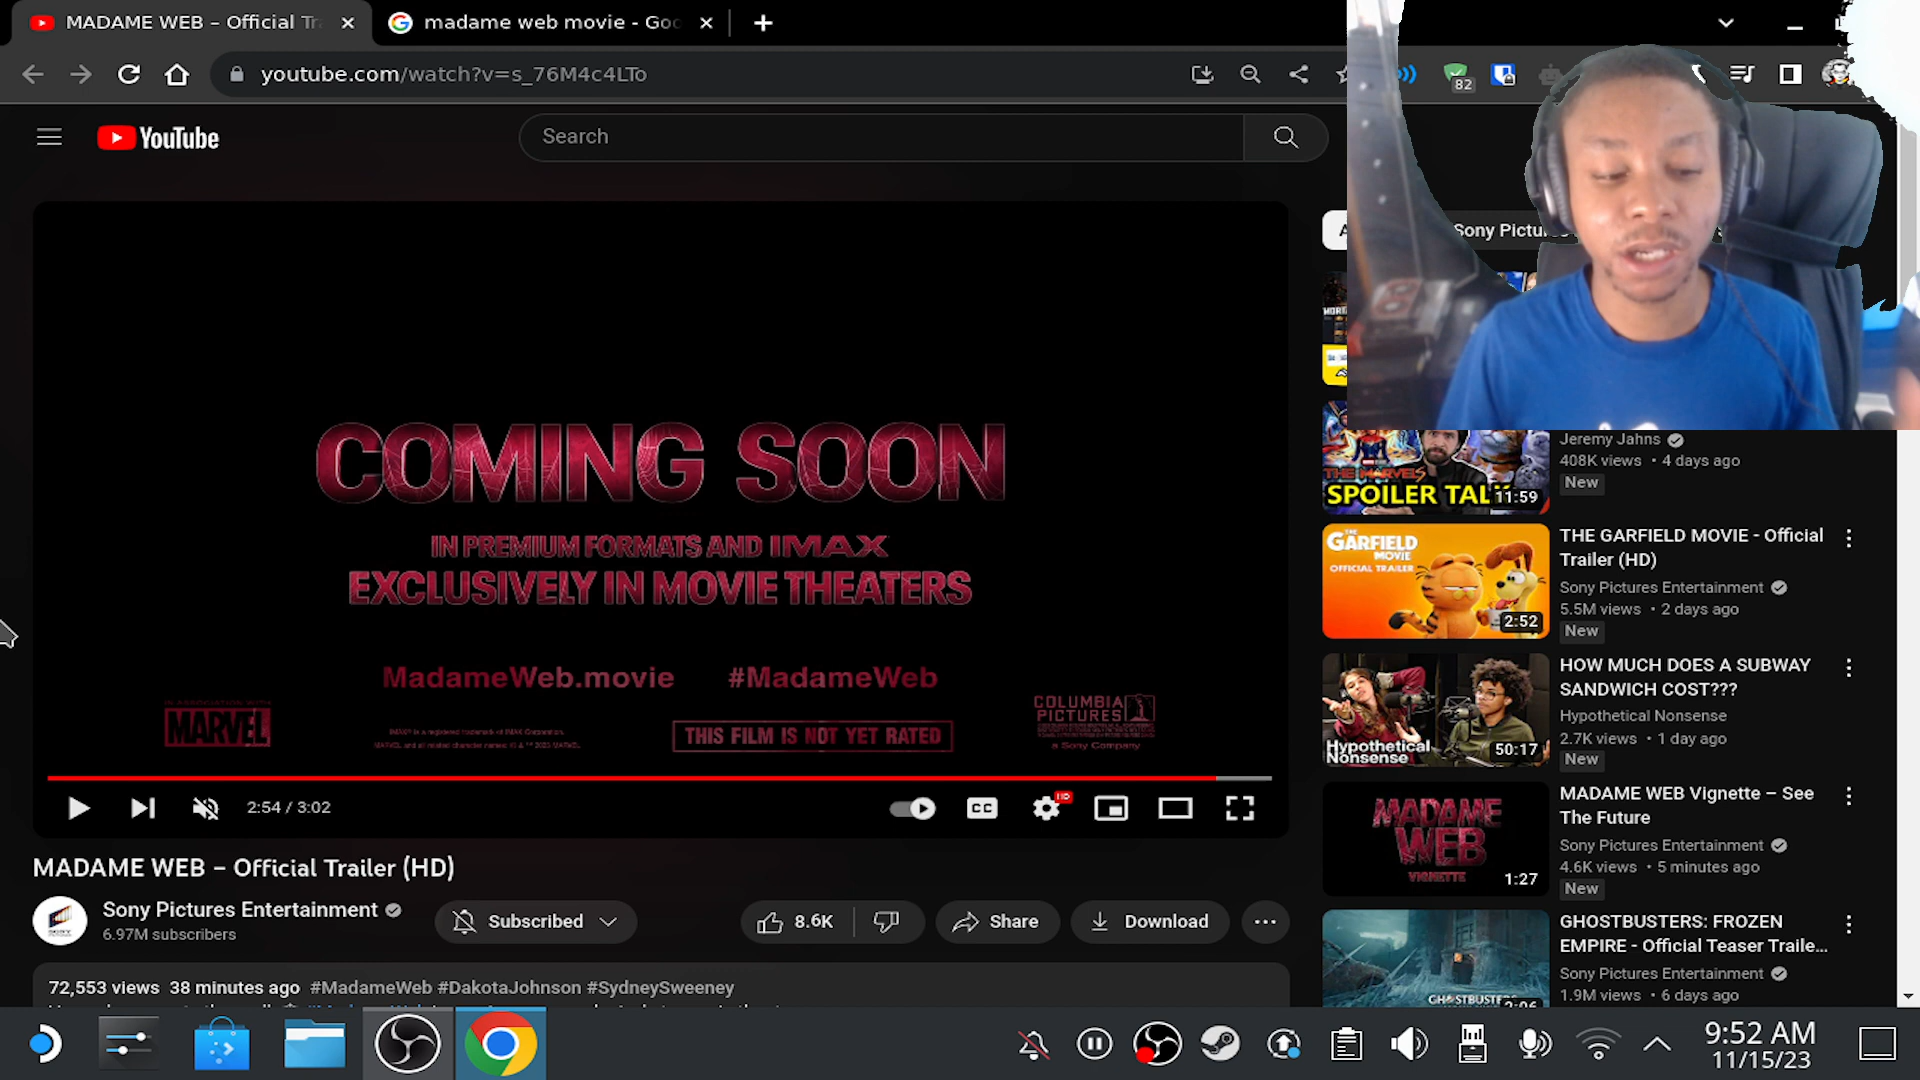 MADAME WEB – Official Tr
madame web movie - Goo
youtube.com/watch?v=s_76M4c4LTo
82
YouTube
Search
COMING SOON
IN PREMIUM FORMATS AND IMAX
EXCLUSIVELY IN MOVIE THEATERS
MadameWeb.movie #MadameWeb
MARVEL
THIS FILM IS NOT YET RATED
COLUMBIA
PICTURES
a Sony Company
2:54 / 3:02
CC
HD
MADAME WEB – Official Trailer (HD)
Sony Pictures Entertainment
6.97M subscribers
Subscribed
8.6K
Share
Download
72,553 views 38 minutes ago #MadameWeb #DakotaJohnson #SydneySweeney
Sony Pictu
Jeremy Jahns
408K views • 4 days ago
New
THE MARVELS
SPOILER TALK
11:59
THE
GARFIELD
MOVIE
OFFICIAL TRAILER
2:52
THE GARFIELD MOVIE - Official
Trailer (HD)
Sony Pictures Entertainment
5.5M views • 2 days ago
New
Hypothetical
Nonsense
50:17
HOW MUCH DOES A SUBWAY
SANDWICH COST???
Hypothetical Nonsense
2.7K views • 1 day ago
New
MADAME
WEB
VIGNETTE
1:27
MADAME WEB Vignette – See
The Future
Sony Pictures Entertainment
4.6K views • 5 minutes ago
New
GHOSTBUSTERS
2:06
GHOSTBUSTERS: FROZEN
EMPIRE - Official Teaser Traile...
Sony Pictures Entertainment
1.9M views • 6 days ago
9:52 AM
11/15/23